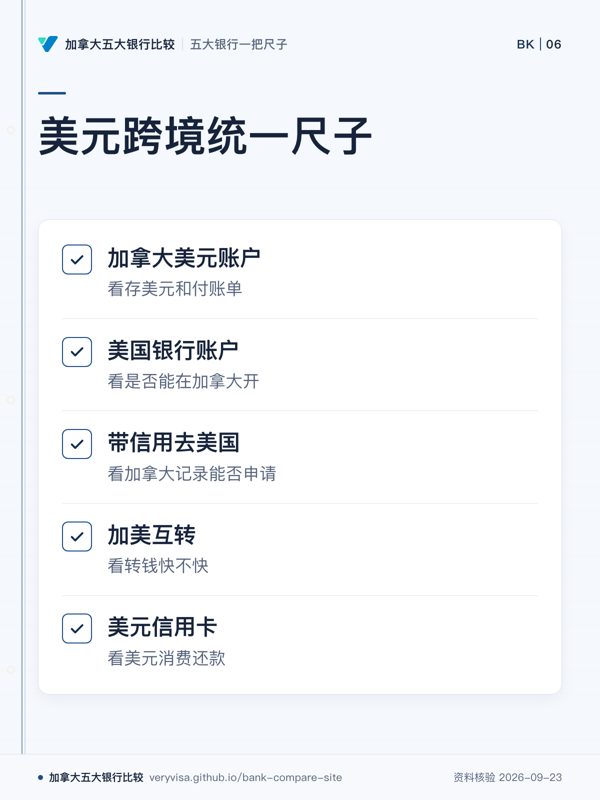 加拿大五大银行比较 五大银行一把尺子 BK | 06
美元跨境统一尺子
加拿大美元账户
看存美元和付账单
美国银行账户
看是否能在加拿大开
带信用去美国
看加拿大记录能否申请
加美互转
看转钱快不快
美元信用卡
看美元消费还款
加拿大五大银行比较 veryvisa.github.io/bank-compare-site 资料核验 2026-09-23